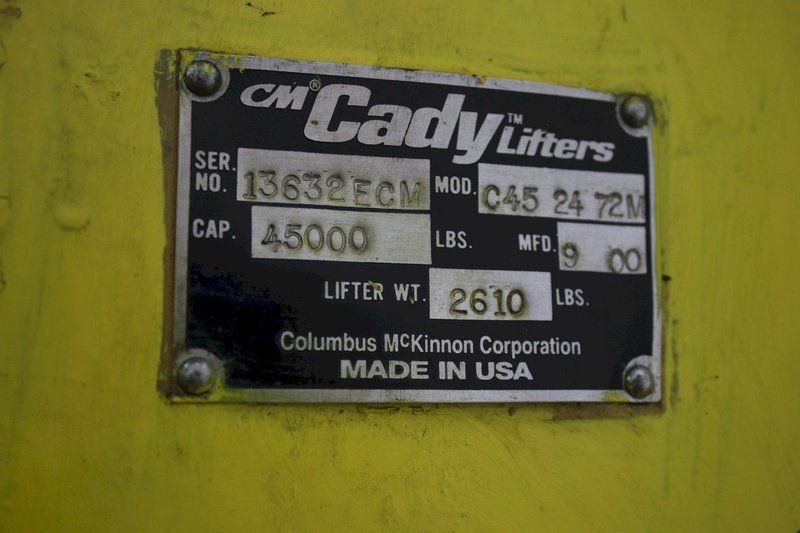 CM® Cady™ Lifters
SER. NO. 13632ECM MOD. C45 24 72M
CAP. 45000 LBS. MFD. 9 00
LIFTER WT. 2610 LBS.
Columbus McKinnon Corporation
MADE IN USA